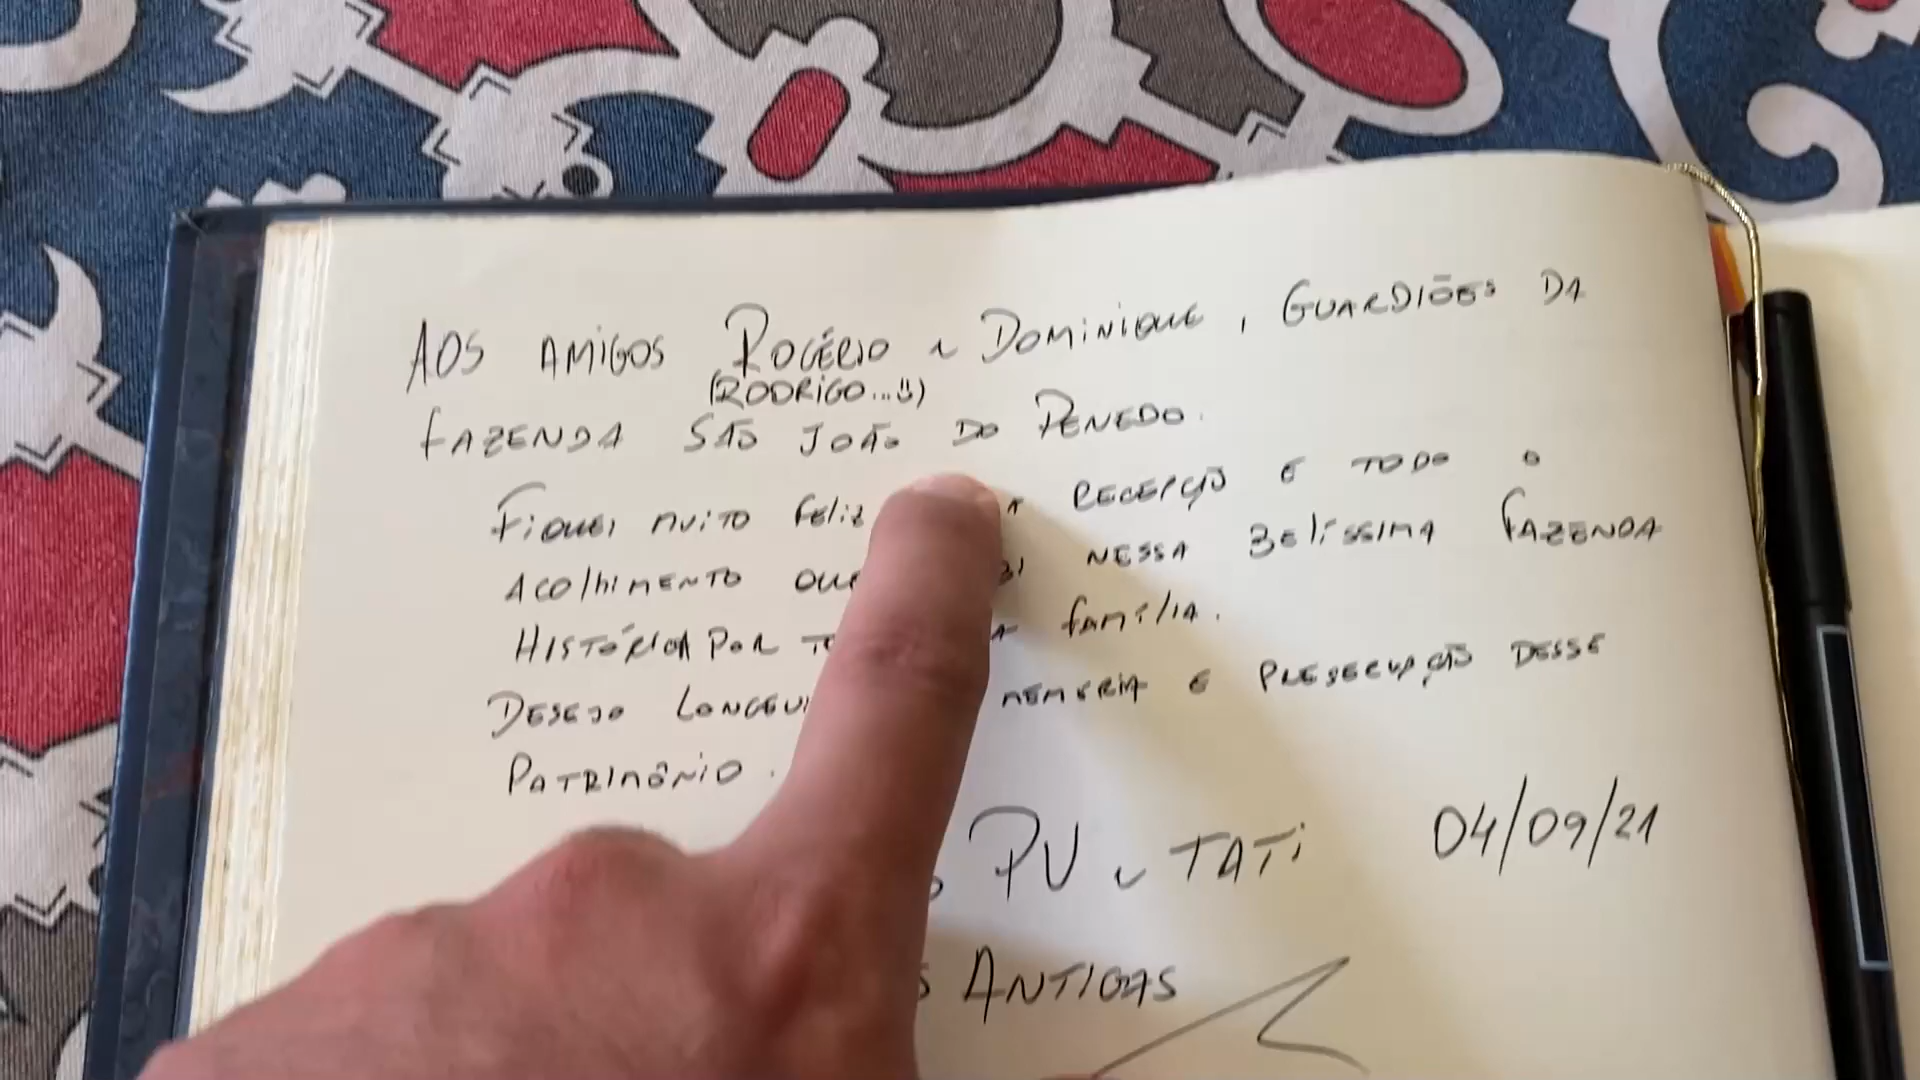 AOS AMIGOS ROGÉRIO e DOMINIQUE, GUARDIÕES DA
(RODRIGO...)
FAZENDA SÃO JOÃO DO PENEDO.
FIQUEI MUITO FELIZ A RECEPÇÃO E TODO O
ACOLHIMENTO QUE NESSA BELÍSSIMA FAZENDA
HISTÓRICA POR FAMÍLIA.
DESEJO MEMÓRIA E PRESERVAÇÃO DESSE
PATRIMÔNIO.
PV e TATI 04/09/21
ANTIGAS